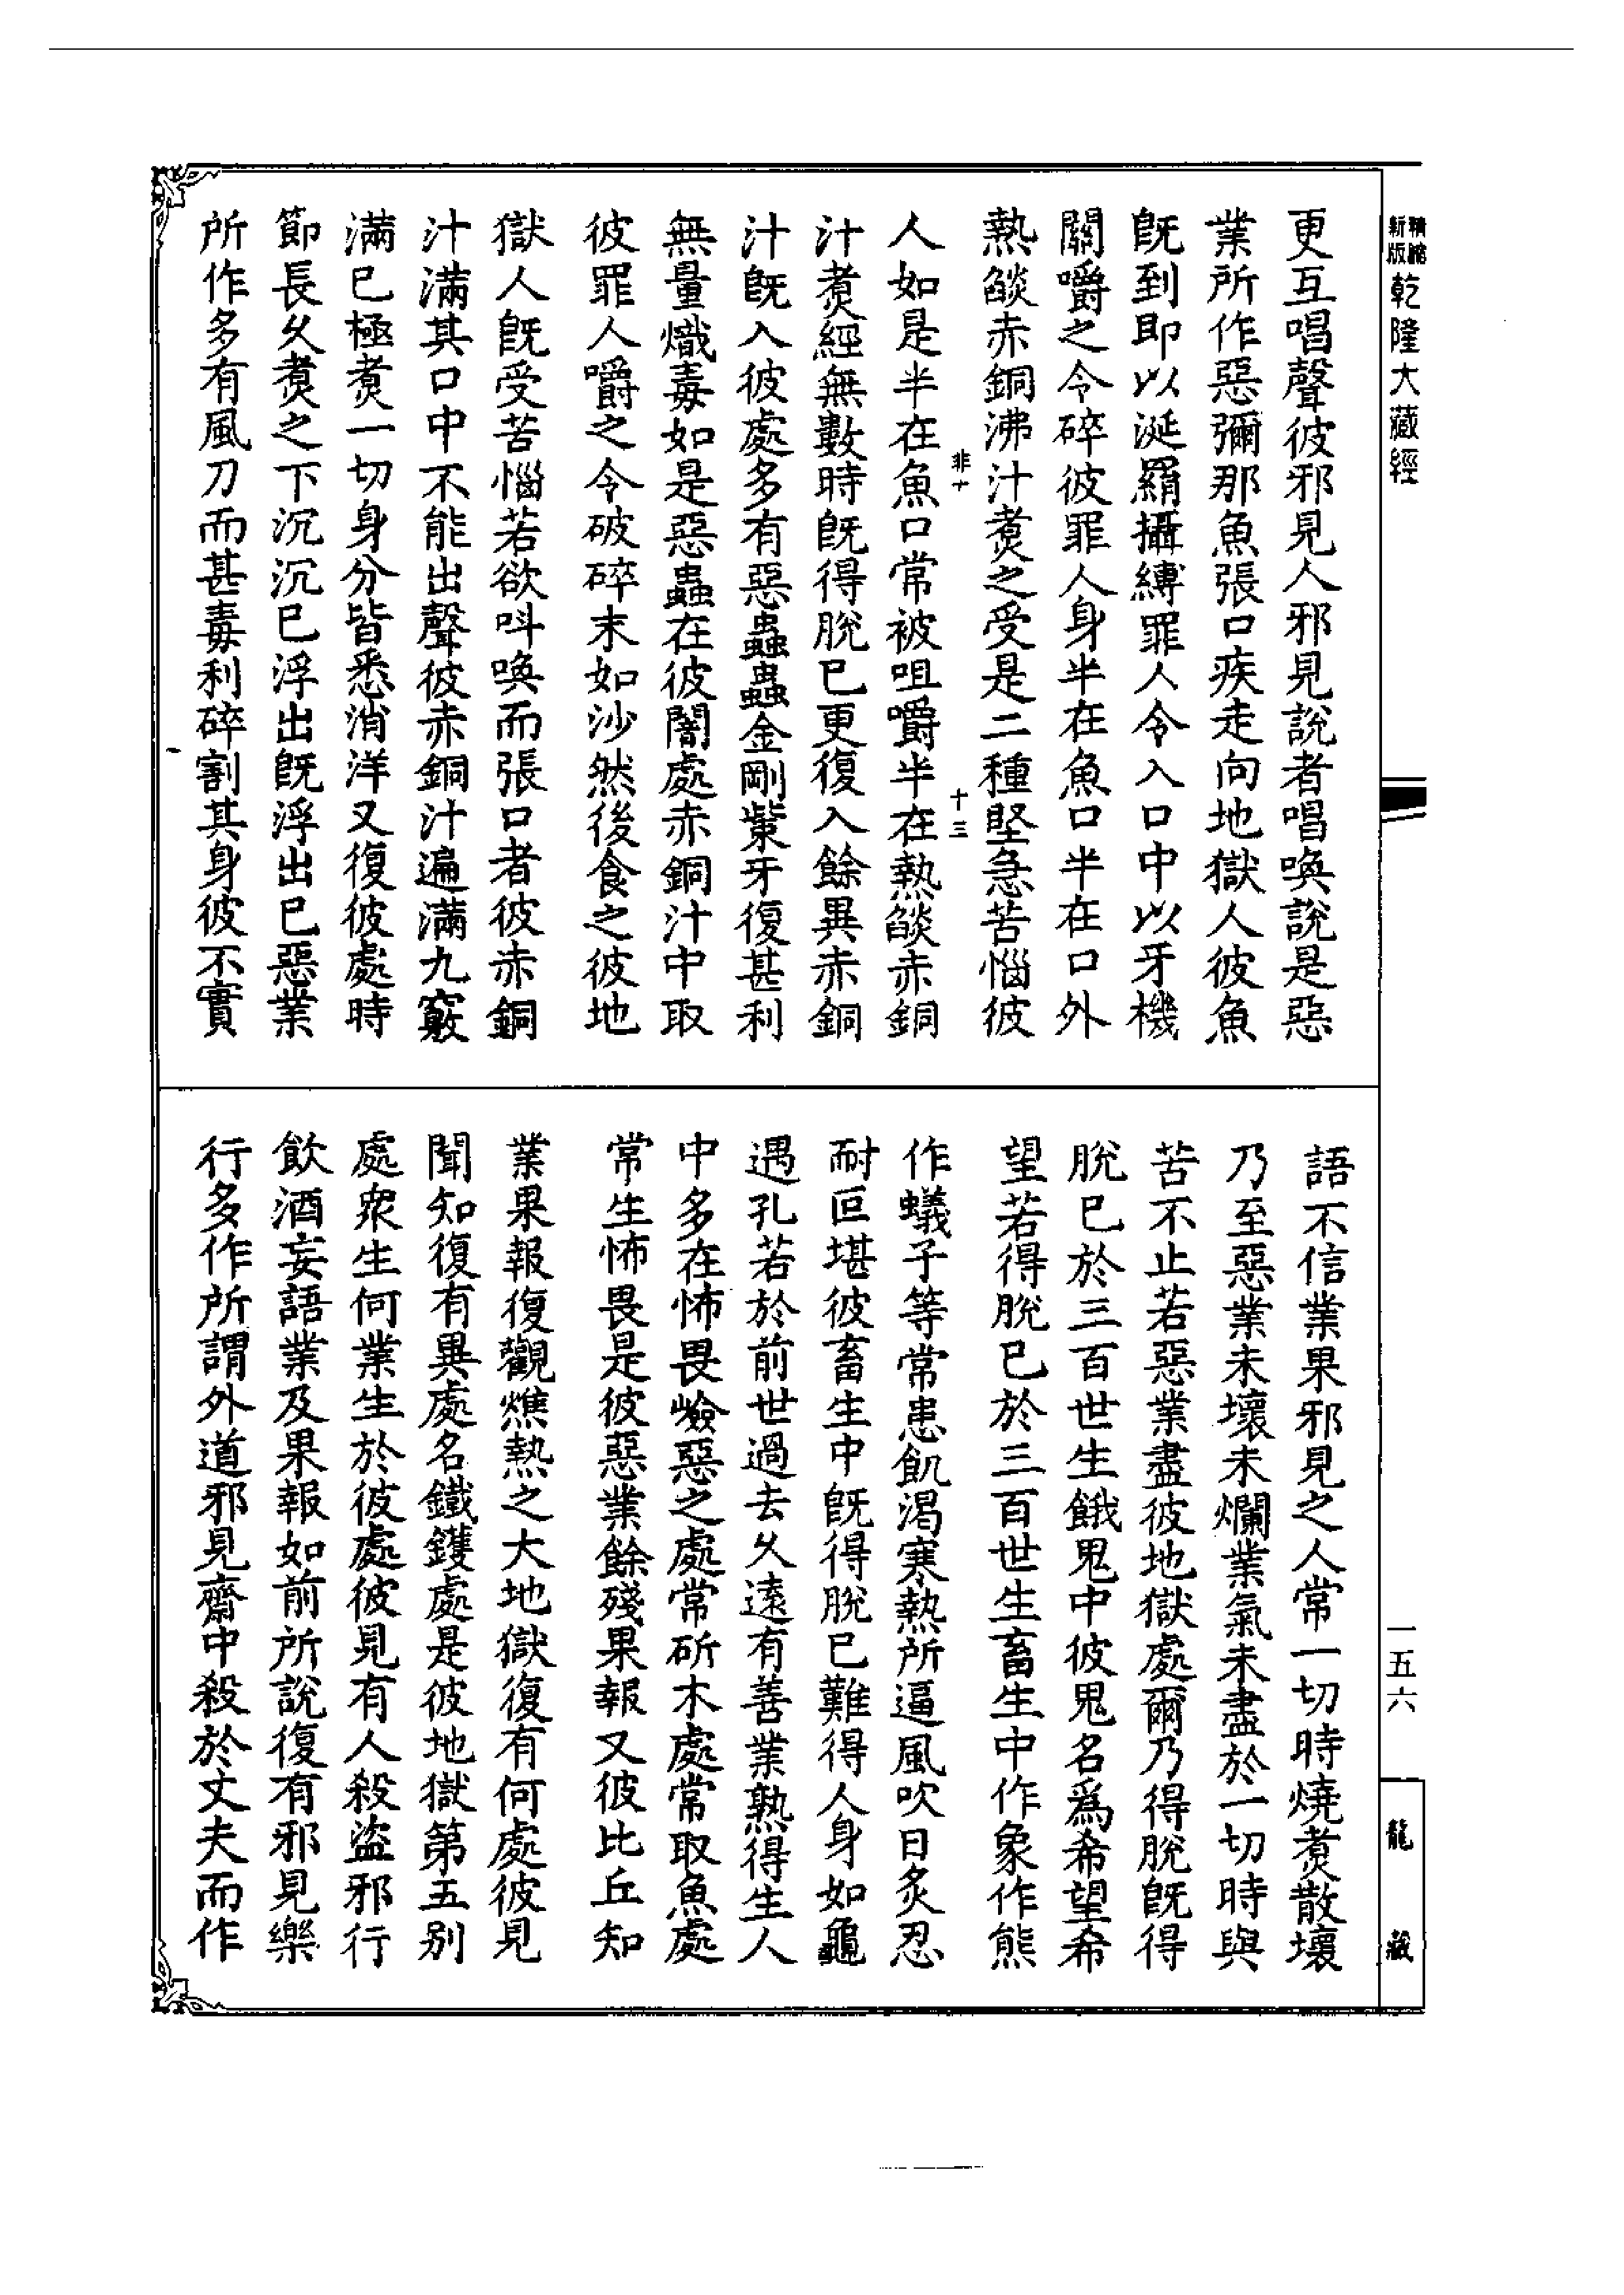 精縮新版乾隆大藏經
更互唱聲彼邪見人邪見說者唱喚說是惡
業所作惡彌那魚張口疾走向地獄人彼魚
既到即以涎羂攝縛罪人令入口中以牙機
關嚼之令碎彼罪人身半在魚口半在口外
熱燄赤銅沸汁煑之受是二種堅急苦惱彼
非十
十三
人如是半在魚口常被咀嚼半在熱燄赤銅
汁煑經無數時既得脫已更復入餘異赤銅
汁既入彼處多有惡蟲蟲金剛紫牙復甚利
無量熾毒如是惡蟲在彼闇處赤銅汁中取
彼罪人嚼之令破碎末如沙然後食之彼地
獄人既受苦惱若欲呌喚而張口者彼赤銅
汁滿其口中不能出聲彼赤銅汁遍滿九竅
滿已極煑一切身分皆悉消洋又復彼處時
節長久煑之下沉沉已浮出既浮出已惡業
所作多有風刀而甚毒利碎割其身彼不實
語不信業果邪見之人常一切時燒煑散壞
乃至惡業未壞未爛業氣未盡於一切時與
苦不止若惡業盡彼地獄處爾乃得脫既得
脫已於三百世生餓鬼中彼鬼名爲希望希
望若得脫已於三百世生畜生中作象作熊
作蟻子等常患飢渴寒熱所逼風吹日炙忍
耐叵堪彼畜生中既得脫已難得人身如龜
遇孔若於前世過去久遠有善業熟得生人
中多在怖畏嶮惡之處常斫木處常取魚處
常生怖畏是彼惡業餘殘果報又彼比丘知
業果報復觀燋熱之大地獄復有何處彼見
聞知復有異處名鐵鑊處是彼地獄第五別
處衆生何業生於彼處彼見有人殺盜邪行
飲酒妄語業及果報如前所說復有邪見樂
行多作所謂外道邪見齋中殺於丈夫而作
一五六
龍藏